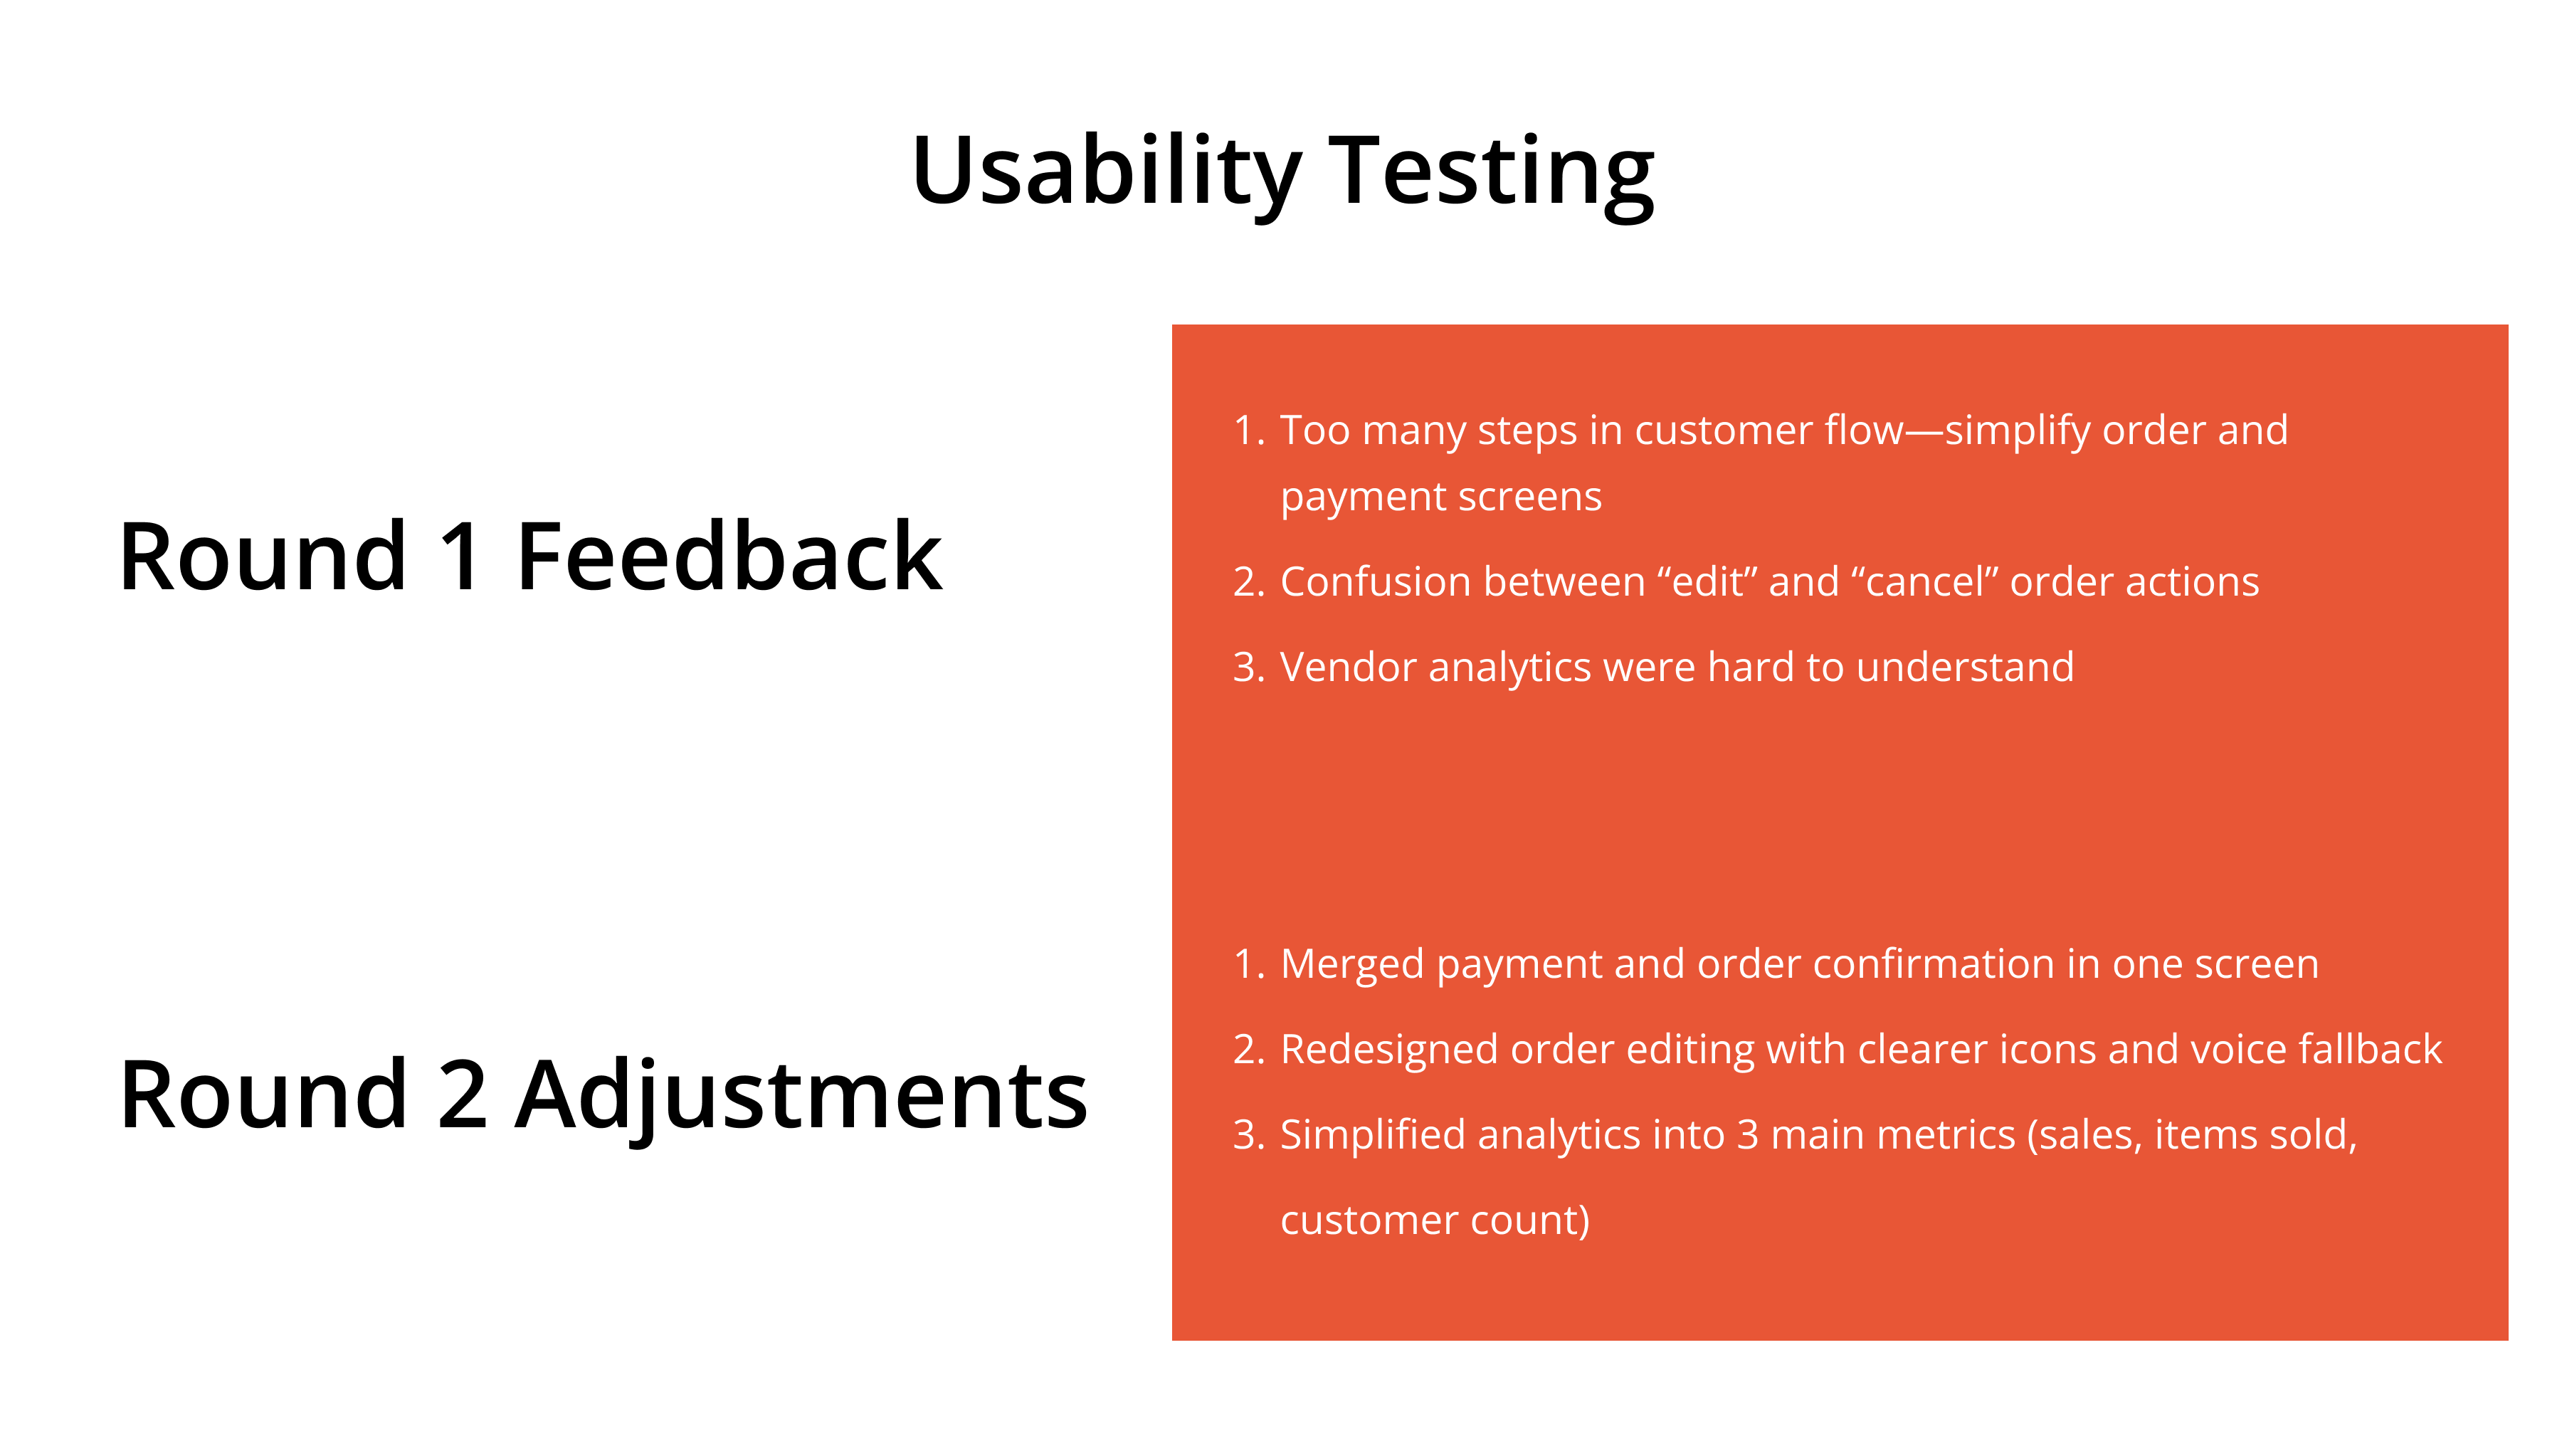 Usability Testing
Round 1 Feedback
1. Too many steps in customer flow—simplify order and
payment screens
2. Confusion between “edit” and “cancel” order actions
3. Vendor analytics were hard to understand
Round 2 Adjustments
1. Merged payment and order confirmation in one screen
2. Redesigned order editing with clearer icons and voice fallback
3. Simplified analytics into 3 main metrics (sales, items sold,
customer count)